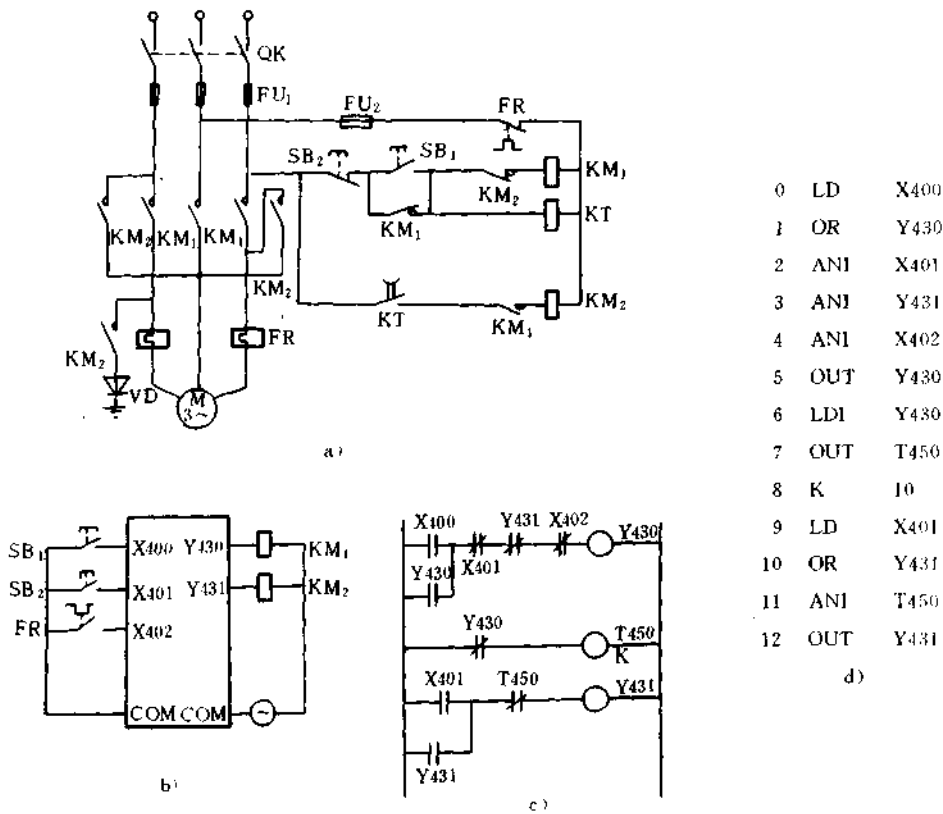 QK
FU₁
FU₂
FR
SB₂
SB₁
KM₂
KM₁
KM₁
KT
KM₂
KM₁
KM₁
KM₂
KT
KM₁
KM₂
KM₂
FR
VD
M
3~
a)
SB₁
X400
Y430
KM₁
SB₂
X401
Y431
KM₂
FR
X402
COM
COM
~
b)
X400
X401
Y431
X402
Y430
Y430
Y430
T450
K
X401
T450
Y431
Y431
c)
0 LD X400
1 OR Y430
2 ANI X401
3 ANI Y431
4 ANI X402
5 OUT Y430
6 LDI Y430
7 OUT T450
8 K 10
9 LD X401
10 OR Y431
11 ANI T450
12 OUT Y431
d)